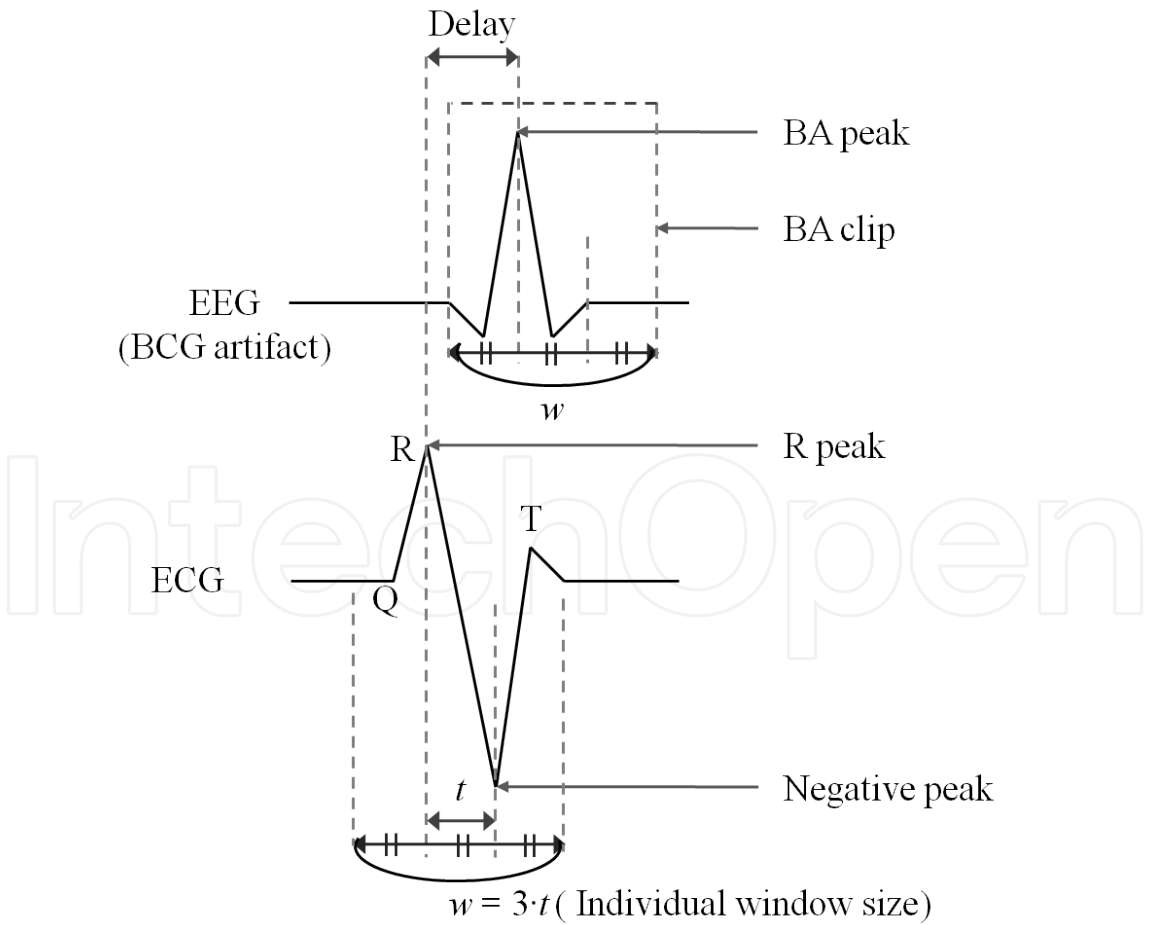 Delay
BA peak
BA clip
EEG
(BCG artifact)
w
R
R peak
T
ECG
Q
t
Negative peak
w = 3·t ( Individual window size)
IntechOpen